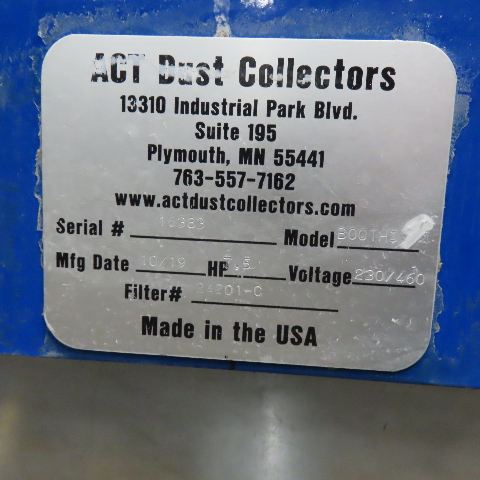 ACT Dust Collectors
13310 Industrial Park Blvd.
Suite 195
Plymouth, MN 55441
763-557-7162
www.actdustcollectors.com
Serial # Model
Mfg Date 10/19 HP Voltage 230/460
Filter#
Made in the USA